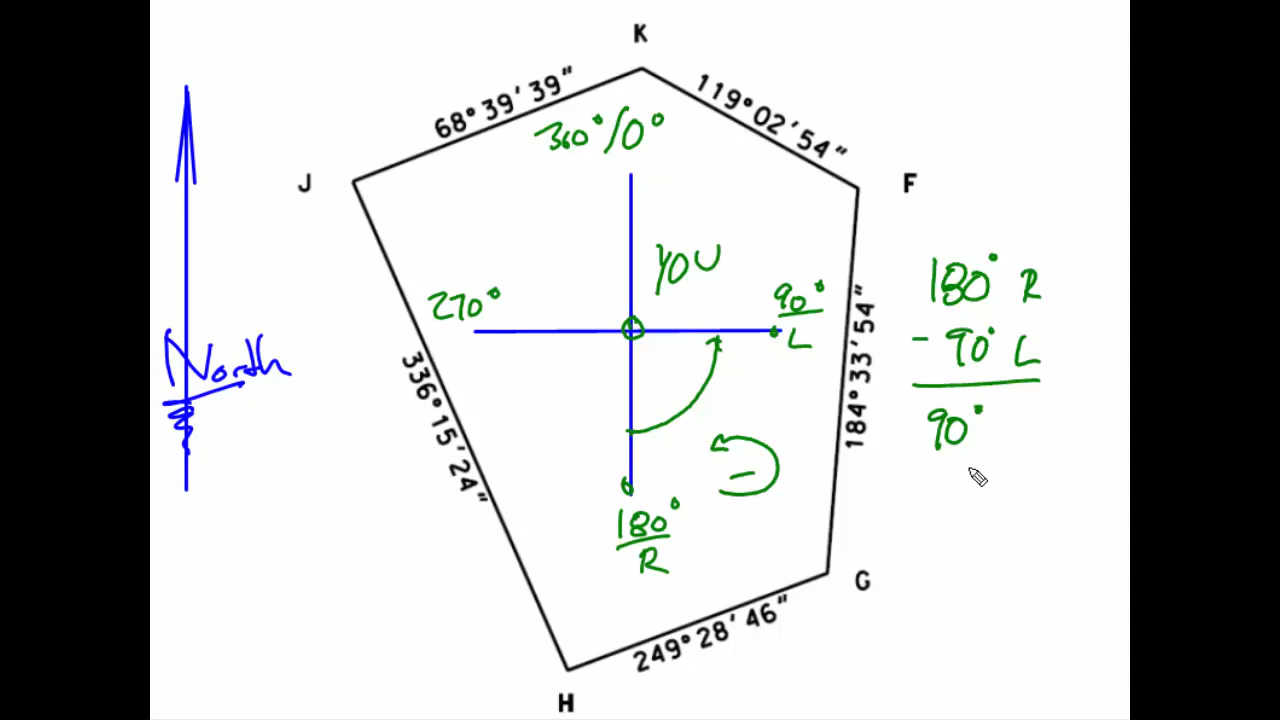 K
68°39'39"
119°02'54"
360°/0°
J
F
YOU
270°
90°
L
180° R
- 90° L
90°
North
336°15'24"
184°33'54"
180°
R
-
G
249°28'46"
H